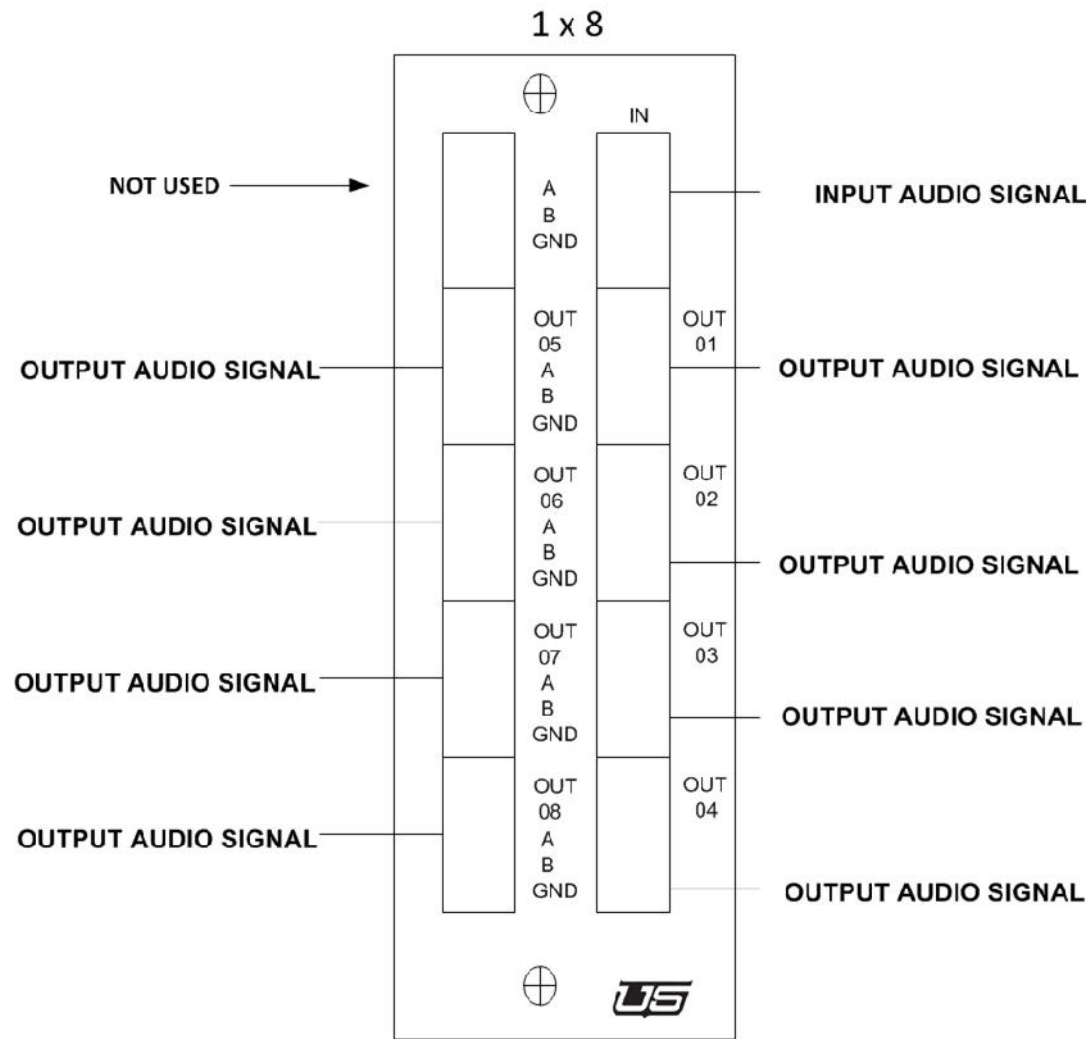 1 x 8
IN
NOT USED
A
B
GND
INPUT AUDIO SIGNAL
OUT
05
A
B
GND
OUT
01
OUTPUT AUDIO SIGNAL
OUTPUT AUDIO SIGNAL
OUT
06
A
B
GND
OUT
02
OUTPUT AUDIO SIGNAL
OUTPUT AUDIO SIGNAL
OUT
07
A
B
GND
OUT
03
OUTPUT AUDIO SIGNAL
OUTPUT AUDIO SIGNAL
OUT
08
A
B
GND
OUT
04
OUTPUT AUDIO SIGNAL
OUTPUT AUDIO SIGNAL
US